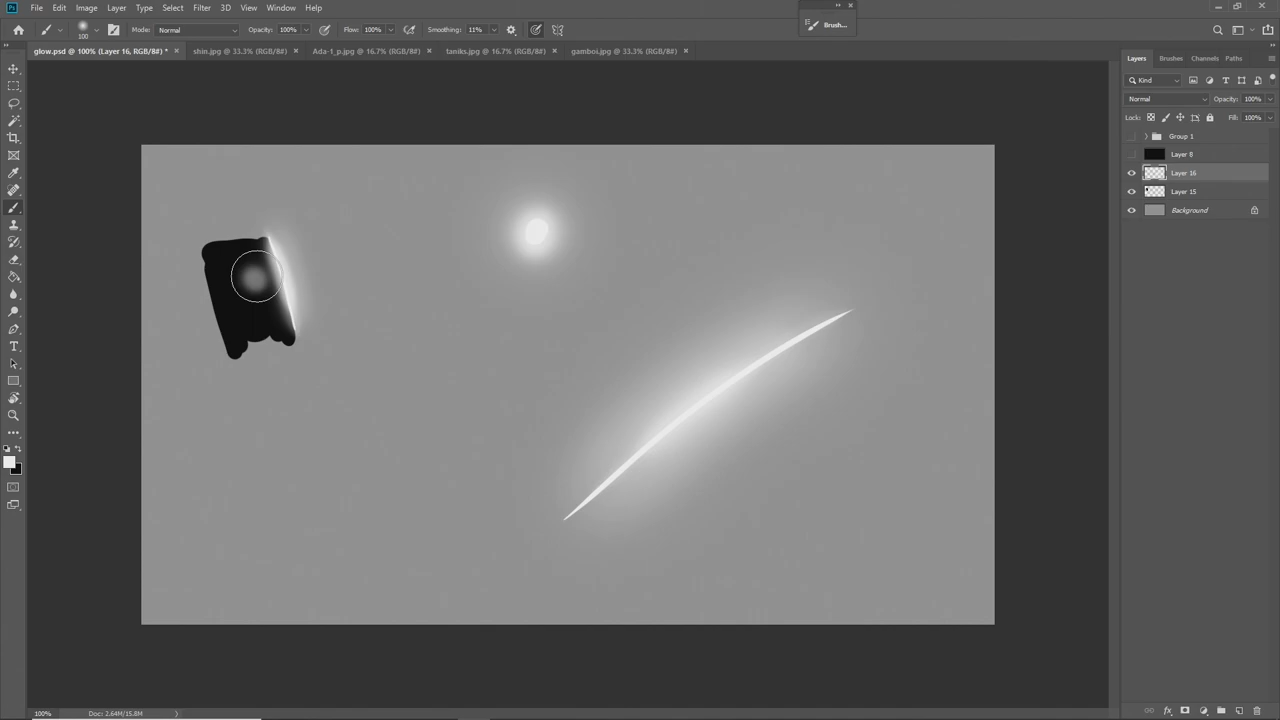 Ps File Edit Image Layer Type Select Filter 3D View Window Help
Brush...
100 Mode: Normal Opacity: 100% Flow: 100% Smoothing: 11%
glow.psd @ 100% (Layer 16, RGB/8#) * × shin.jpg @ 33.3% (RGB/8#) × Ada-1_p.jpg @ 16.7% (RGB/8#) × taniks.jpg @ 16.7% (RGB/8#) × gamboi.jpg @ 33.3% (RGB/8#) ×
Layers Brushes Channels Paths
Kind
Normal Opacity: 100%
Lock: Fill: 100%
Group 1
Layer 8
Layer 16
Layer 15
Background
100% Doc: 2.64M/15.8M